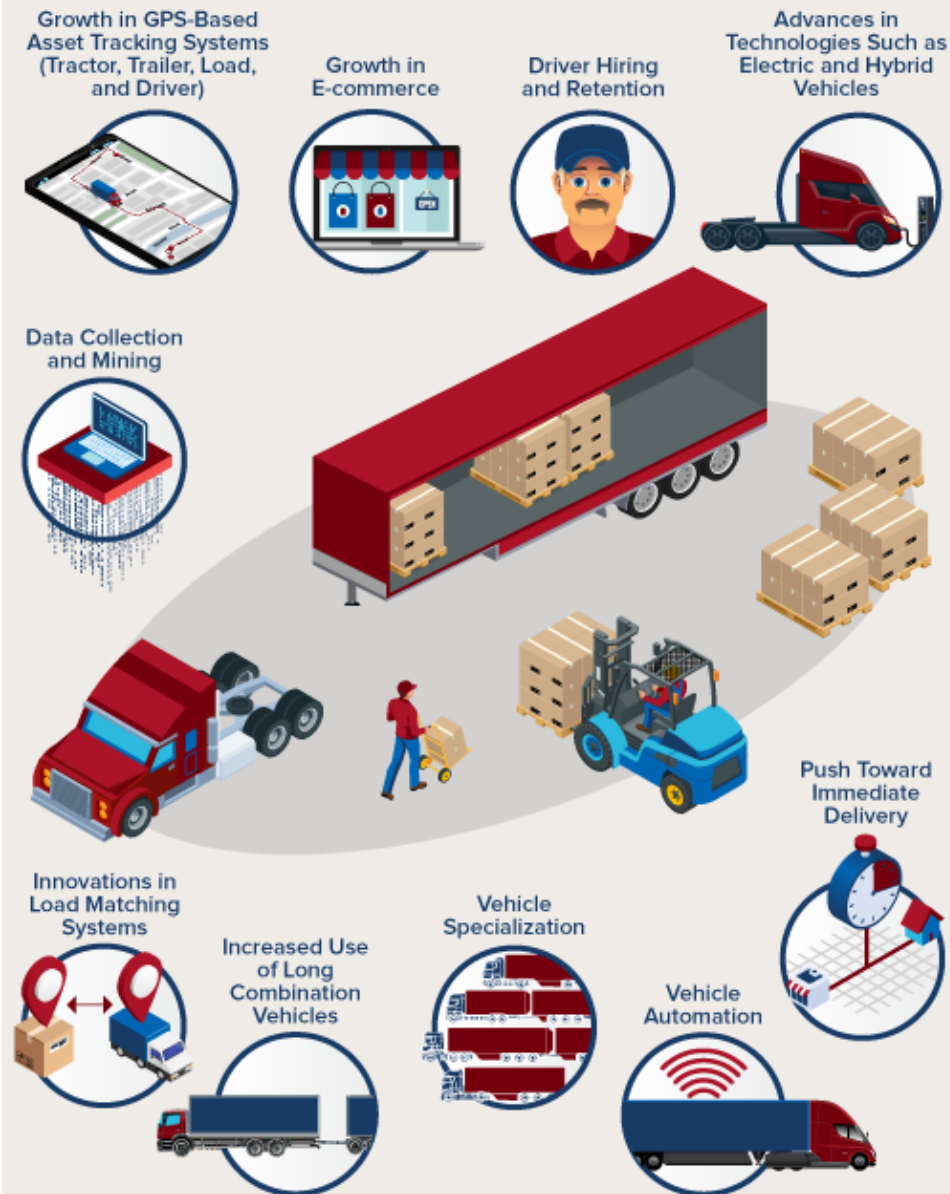 Growth in GPS-Based
Asset Tracking Systems
(Tractor, Trailer, Load,
and Driver)
Growth in
E-commerce
Driver Hiring
and Retention
Advances in
Technologies Such as
Electric and Hybrid
Vehicles
OPEN
Data Collection
and Mining
Push Toward
Immediate
Delivery
Innovations in
Load Matching
Systems
Increased Use
of Long
Combination
Vehicles
Vehicle
Specialization
Vehicle
Automation